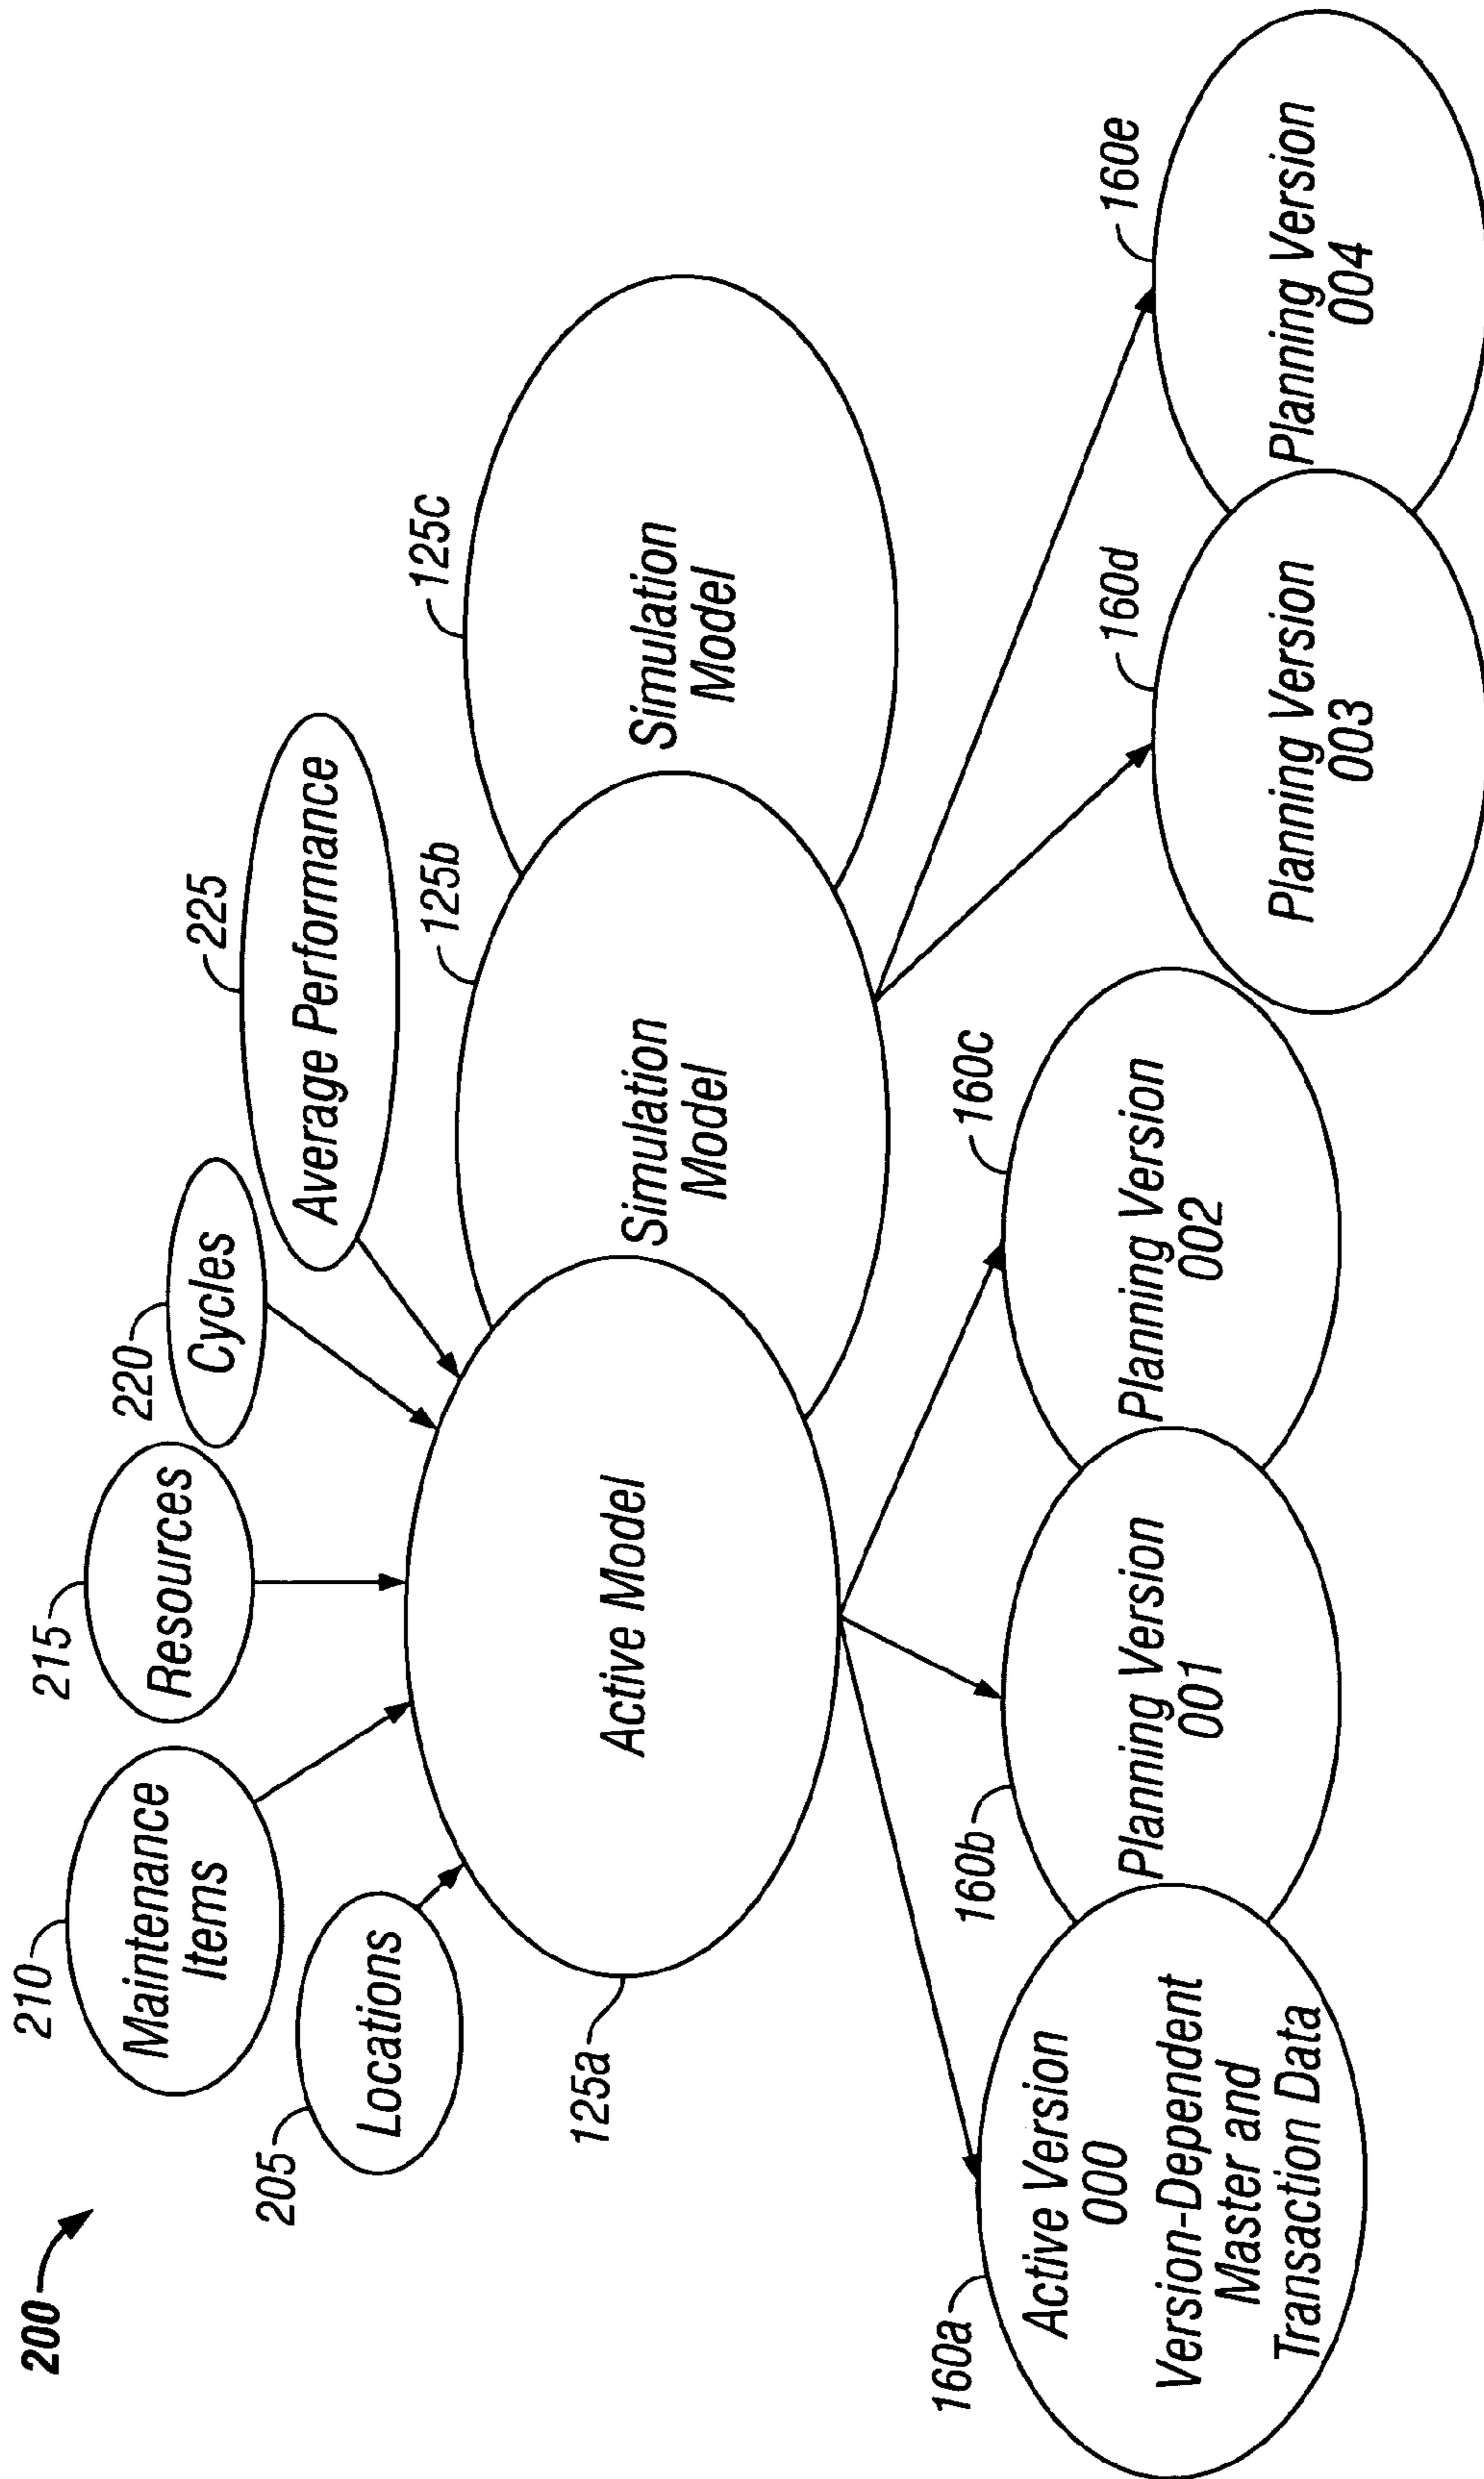 200
210
Maintenance
Items
215
Resources
220
Cycles
225
Average Performance
205
Locations
125a
Active Model
125b
Simulation
Model
125c
Simulation
Model
160a
Active Version
000
Version-Dependent
Master and
Transaction Data
160b
Planning Version
001
160c
Planning Version
002
160d
Planning Version
003
160e
Planning Version
004